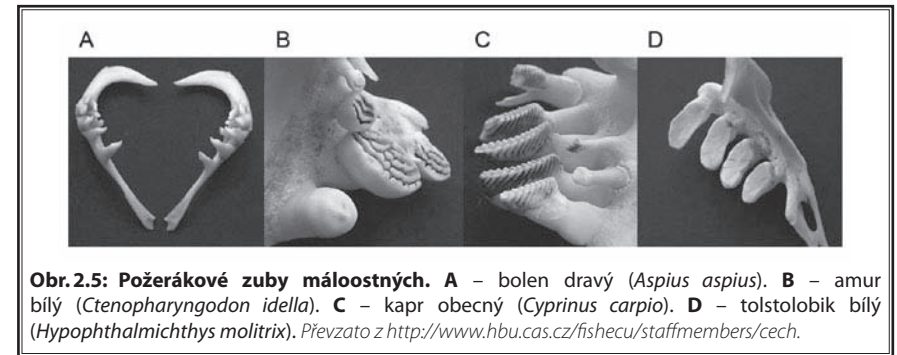 A B C D
Obr. 2.5: Požerákové zuby máloostných. A – bolen dravý (Aspius aspius). B – amur
bílý (Ctenopharyngodon idella). C – kapr obecný (Cyprinus carpio). D – tolstolobik bílý
(Hypophthalmichthys molitrix). Převzato z http://www.hbu.cas.cz/fishecu/staffmembers/cech.